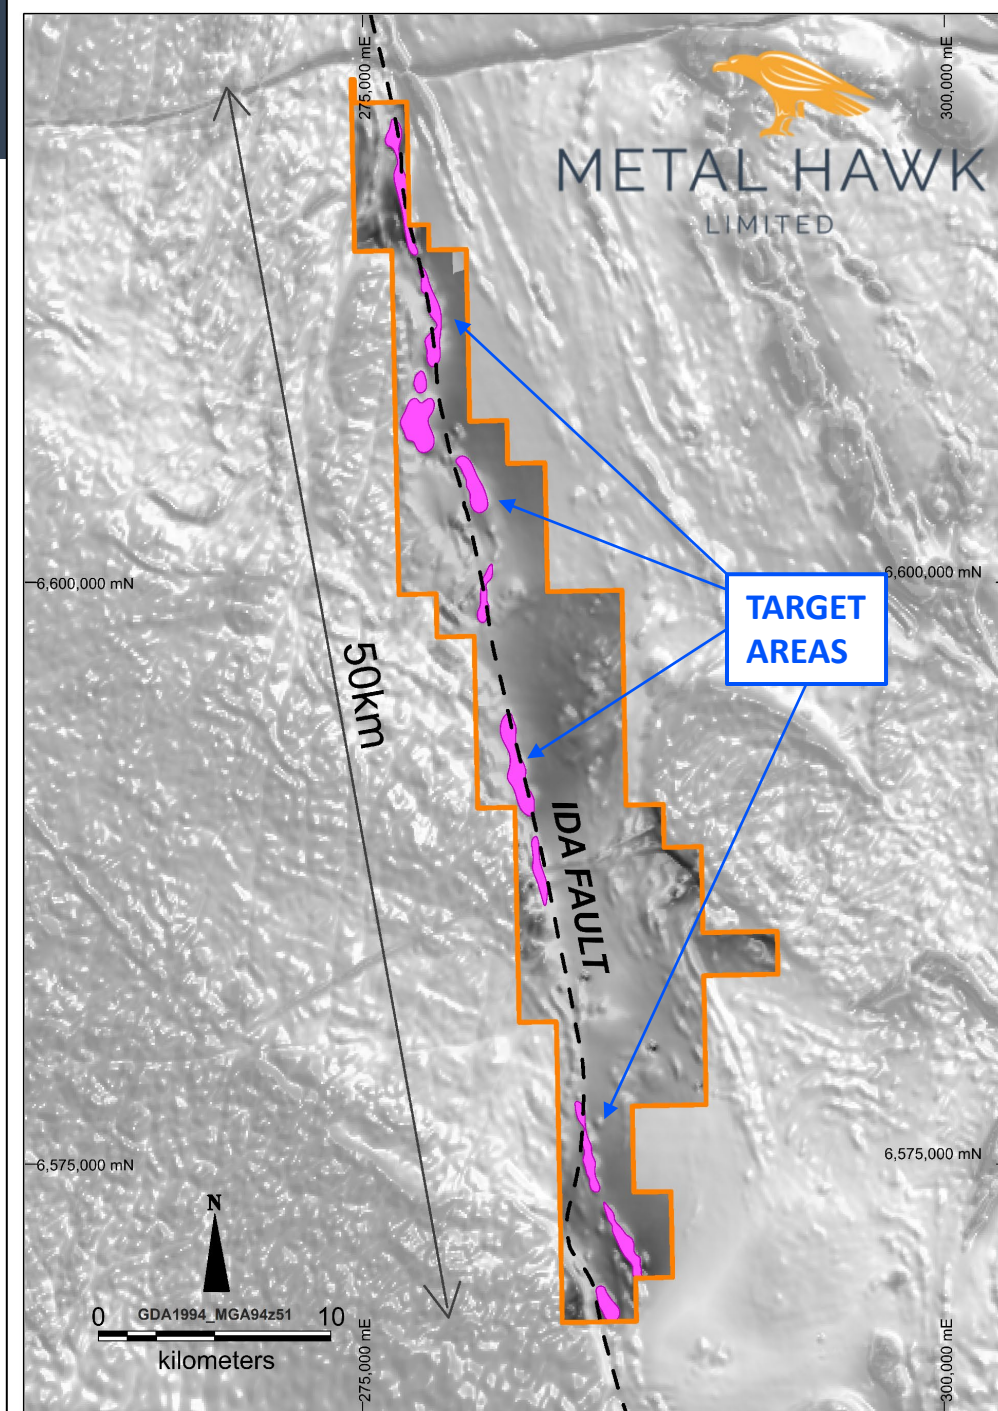 275,000 mE
300,000 mE
METAL HAWK
LIMITED
6,600,000 mN
6,600,000 mN
TARGET
AREAS
50km
IDA FAULT
6,575,000 mN
6,575,000 mN
N
GDA1994_MGA94z51
0 10
kilometers
275,000 mE
300,000 mE